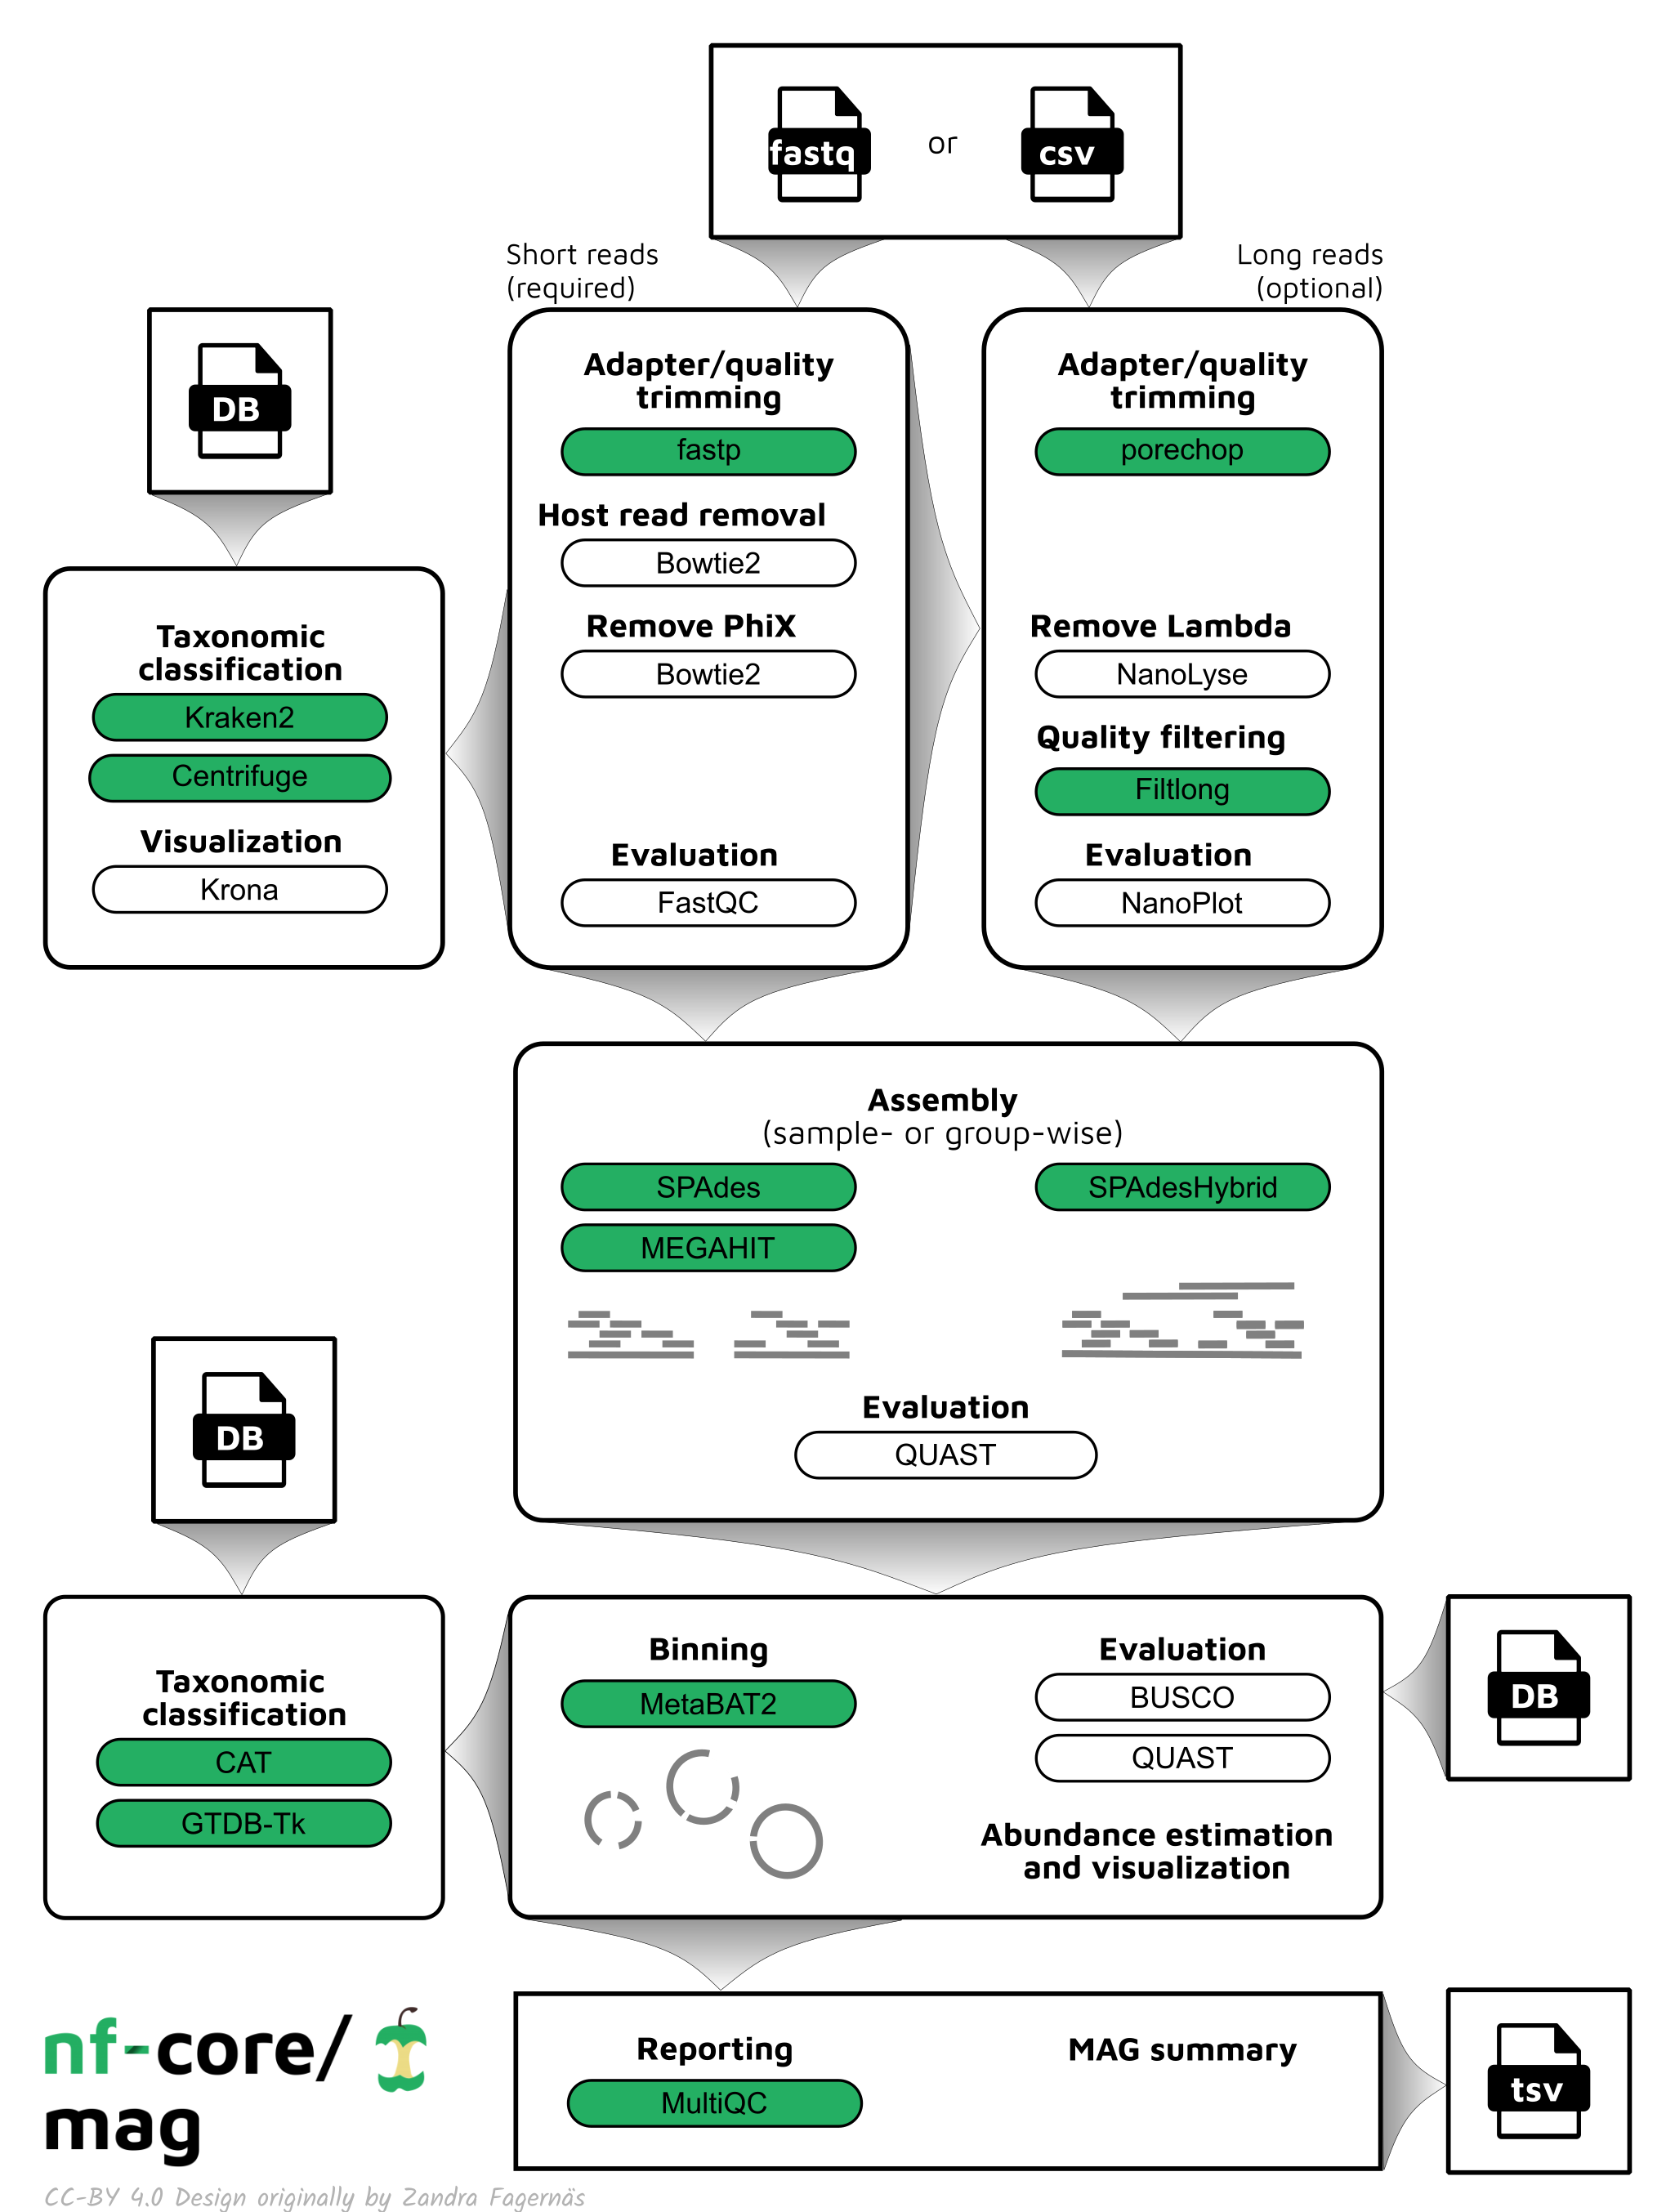 fastq
or
csv
Short reads
(required)
Long reads
(optional)
DB
Adapter/quality
trimming
fastp
Host read removal
Bowtie2
Remove PhiX
Bowtie2
Evaluation
FastQC
Adapter/quality
trimming
porechop
Remove Lambda
NanoLyse
Quality filtering
Filtlong
Evaluation
NanoPlot
Taxonomic
classification
Kraken2
Centrifuge
Visualization
Krona
Assembly
(sample- or group-wise)
SPAdes
SPAdesHybrid
MEGAHIT
Evaluation
QUAST
DB
Taxonomic
classification
CAT
GTDB-Tk
Binning
MetaBAT2
Evaluation
BUSCO
QUAST
Abundance estimation
and visualization
DB
Reporting
MultiQC
MAG summary
tsv
nf-core/
mag
CC-BY 4.0 Design originally by Zandra Fagernäs